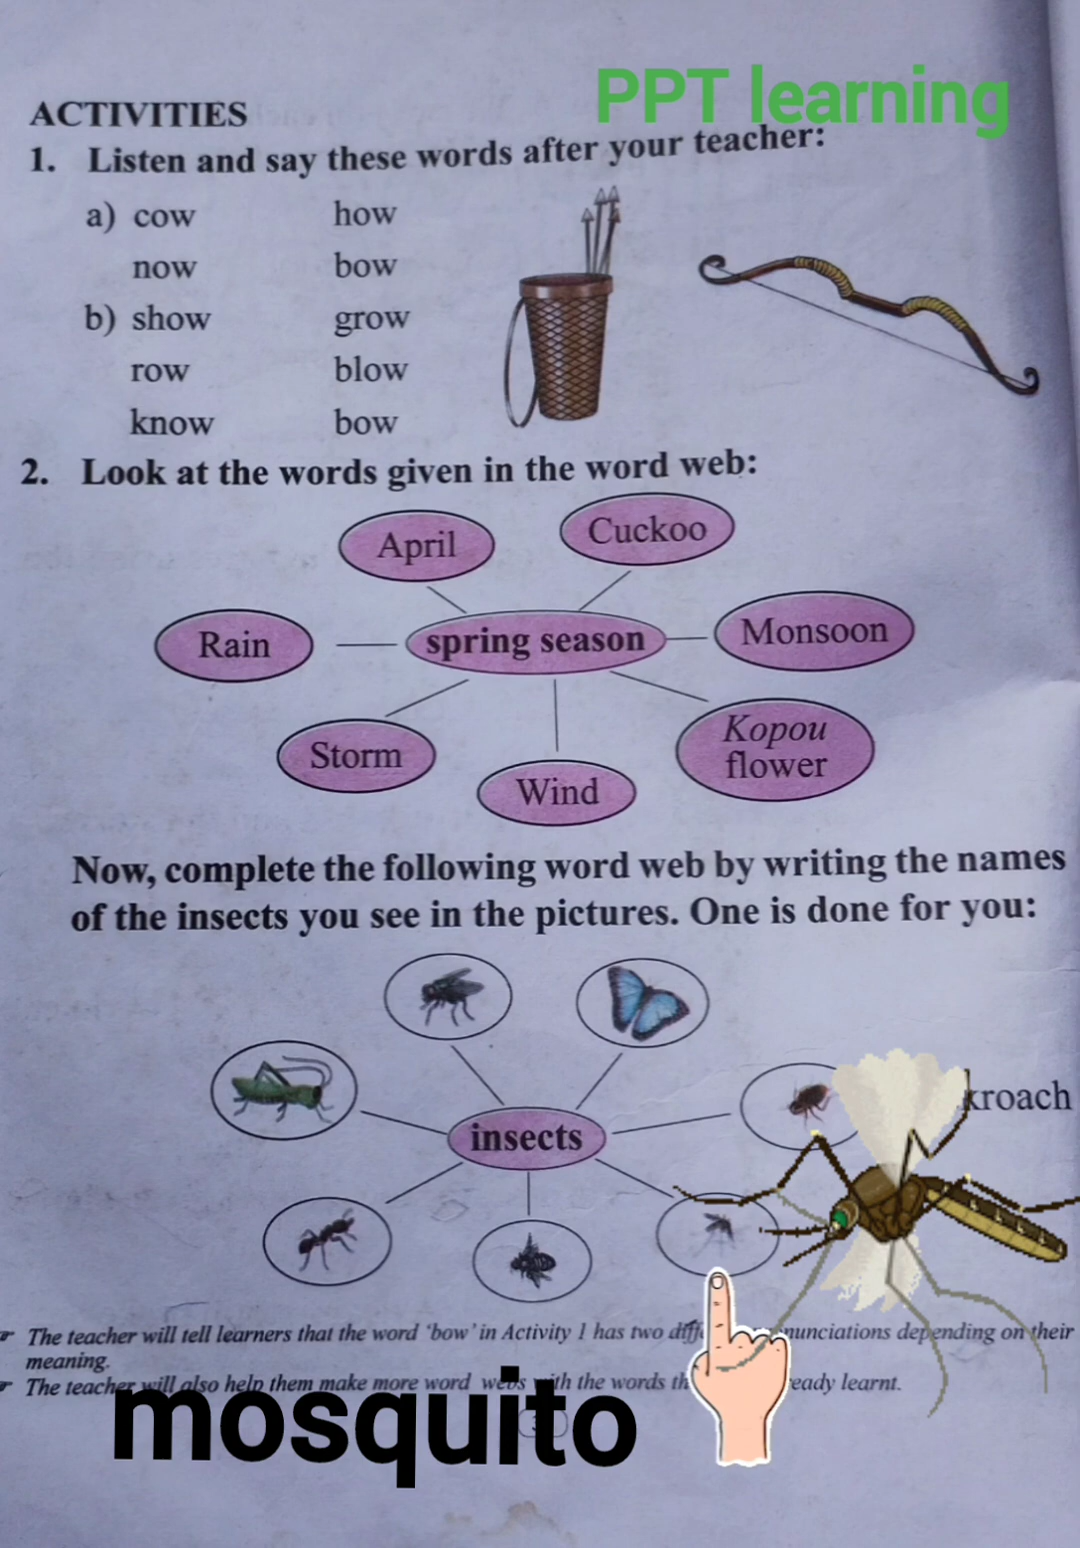 PPT learning
ACTIVITIES
1. Listen and say these words after your teacher:
a) cow how
now bow
b) show grow
row blow
know bow
2. Look at the words given in the word web:
April Cuckoo
Rain spring season Monsoon
Storm Wind Kopou
flower
Now, complete the following word web by writing the names
of the insects you see in the pictures. One is done for you:
kroach
insects
The teacher will tell learners that the word 'bow' in Activity 1 has two nunciations depending on their
meaning.
The teacher will also help them make more word webs with the words eady learnt.
mosquito